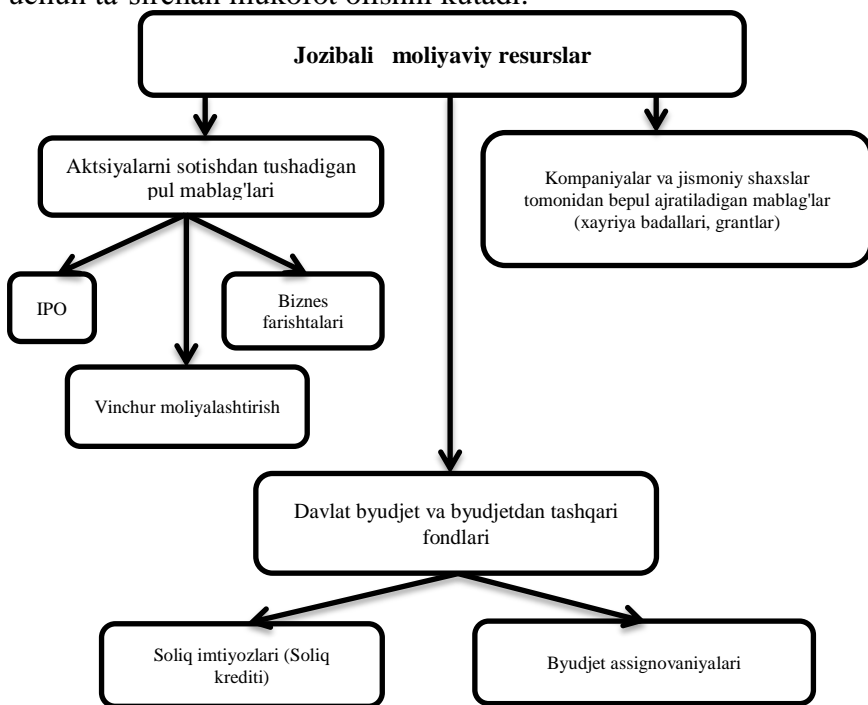 Jozibali moliyaviy resurslar
Aktsiyalarni sotishdan tushadigan
pul mablag'lari
Kompaniyalar va jismoniy shaxslar
tomonidan bepul ajratiladigan mablag'lar
(xayriya badallari, grantlar)
IPO
Biznes
farishtalari
Vinchur moliyalashtirish
Davlat byudjet va byudjetdan tashqari
fondlari
Soliq imtiyozlari (Soliq
krediti)
Byudjet assignovaniyalari